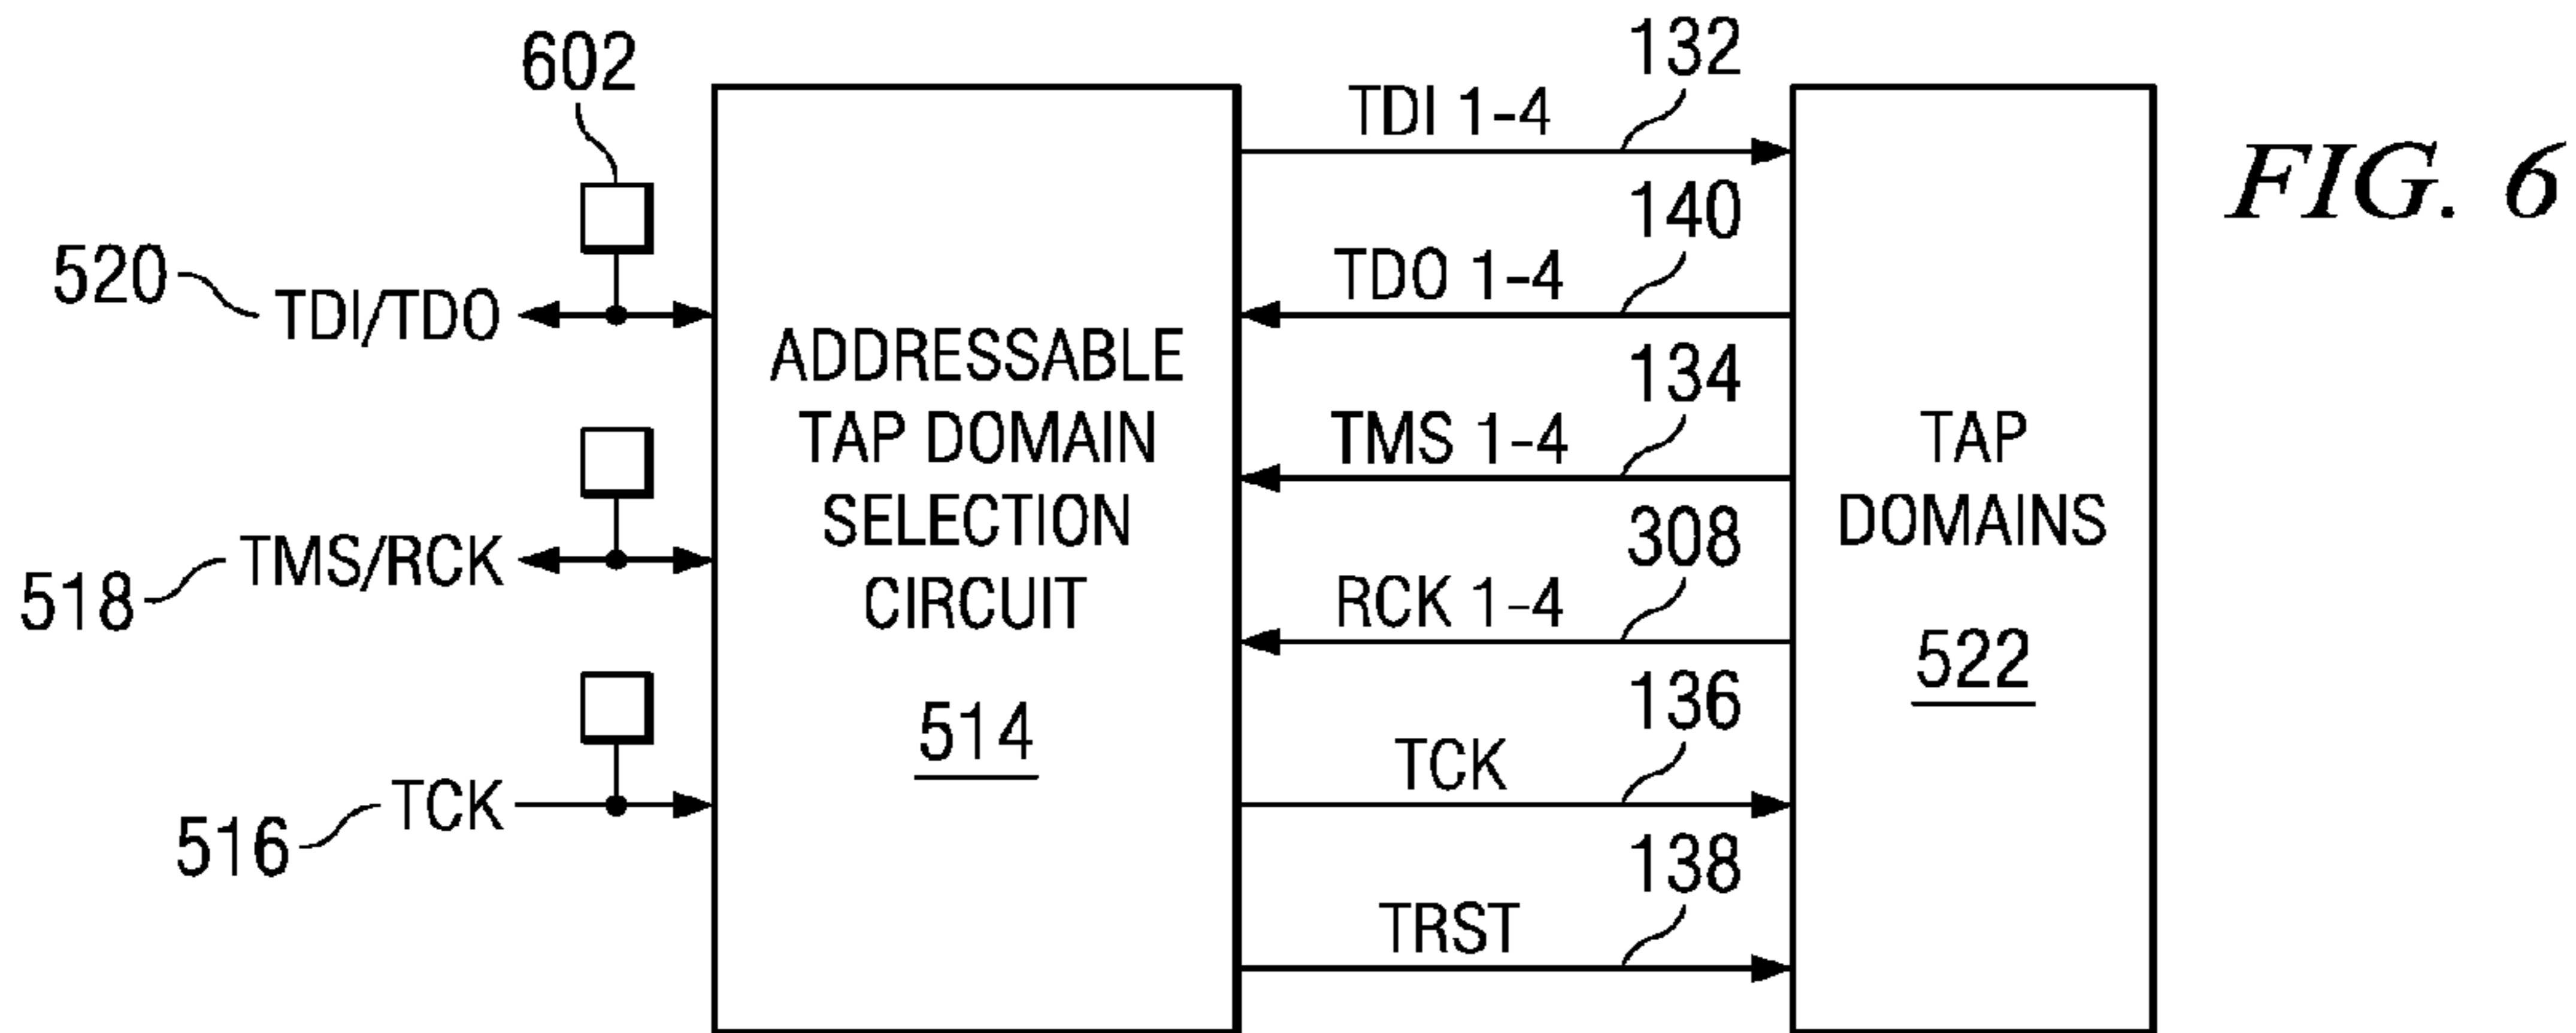 602
520
TDI/TDO
518
TMS/RCK
516
TCK
ADDRESSABLE
TAP DOMAIN
SELECTION
CIRCUIT
514
TDI 1-4
132
TDO 1-4
140
TMS 1-4
134
RCK 1-4
308
TCK
136
TRST
138
TAP
DOMAINS
522
FIG. 6